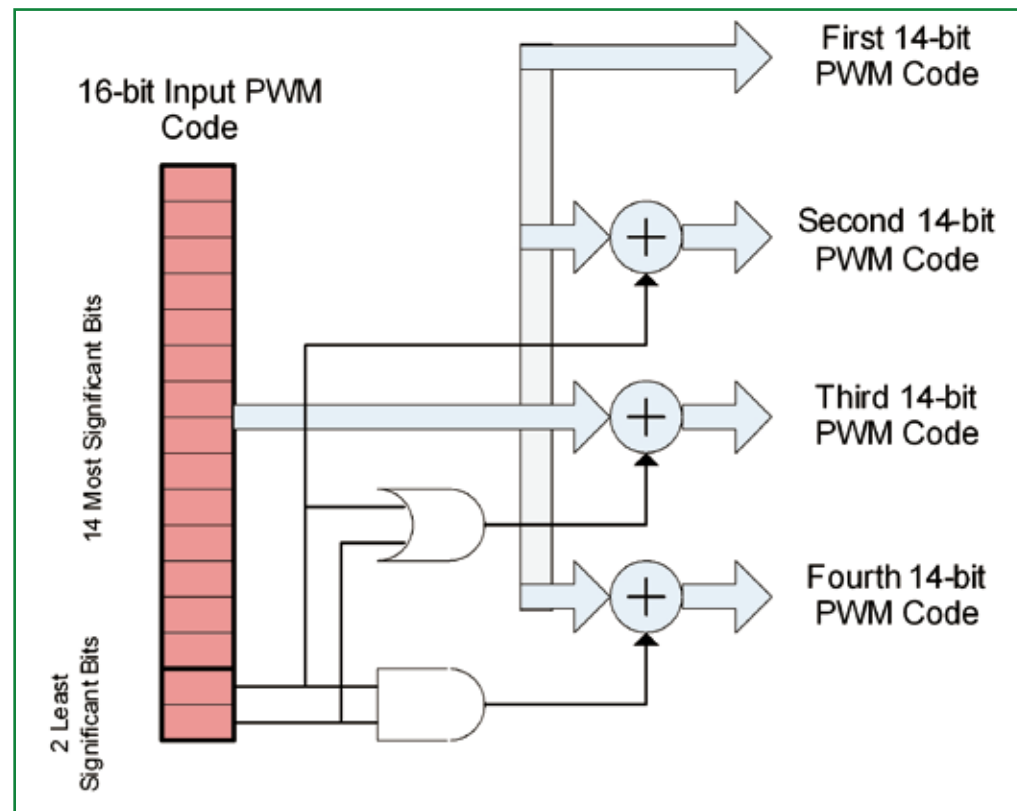 16-bit Input PWM
Code
14 Most Significant Bits
2 Least
Significant Bits
First 14-bit
PWM Code
Second 14-bit
PWM Code
Third 14-bit
PWM Code
Fourth 14-bit
PWM Code